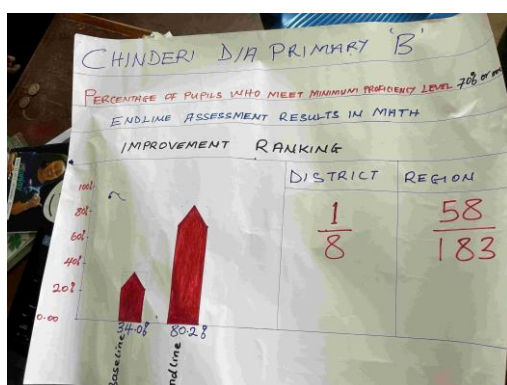 CHINDERI D/A PRIMARY 'B'
PERCENTAGE OF PUPILS WHO MEET MINIMUM PROFICIENCY LEVEL 70% or
ENDLINE ASSESSMENT RESULTS IN MATH
IMPROVEMENT RANKING
DISTRICT REGION
1/8 58/183
100%
80%
60%
40%
20%
0.00
34.0% 80.2%
Baseline
ndline